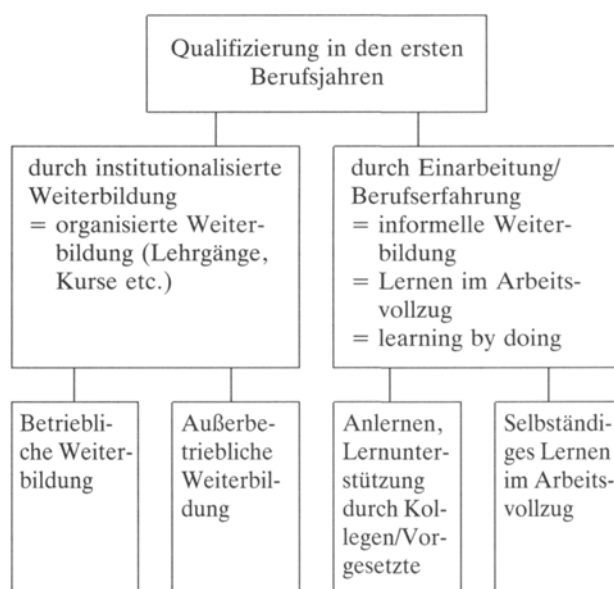 Qualifizierung in den ersten
Berufsjahren
durch institutionalisierte
Weiterbildung
= organisierte Weiter-
bildung (Lehrgänge,
Kurse etc.)
durch Einarbeitung/
Berufserfahrung
= informelle Weiter-
bildung
= Lernen im Arbeits-
vollzug
= learning by doing
Betriebli-
che Weiter-
bildung
Außerbe-
triebliche
Weiterbil-
dung
Anlernen,
Lernunter-
stützung
durch Kol-
legen/Vor-
gesetzte
Selbständi-
ges Lernen
im Arbeits-
vollzug